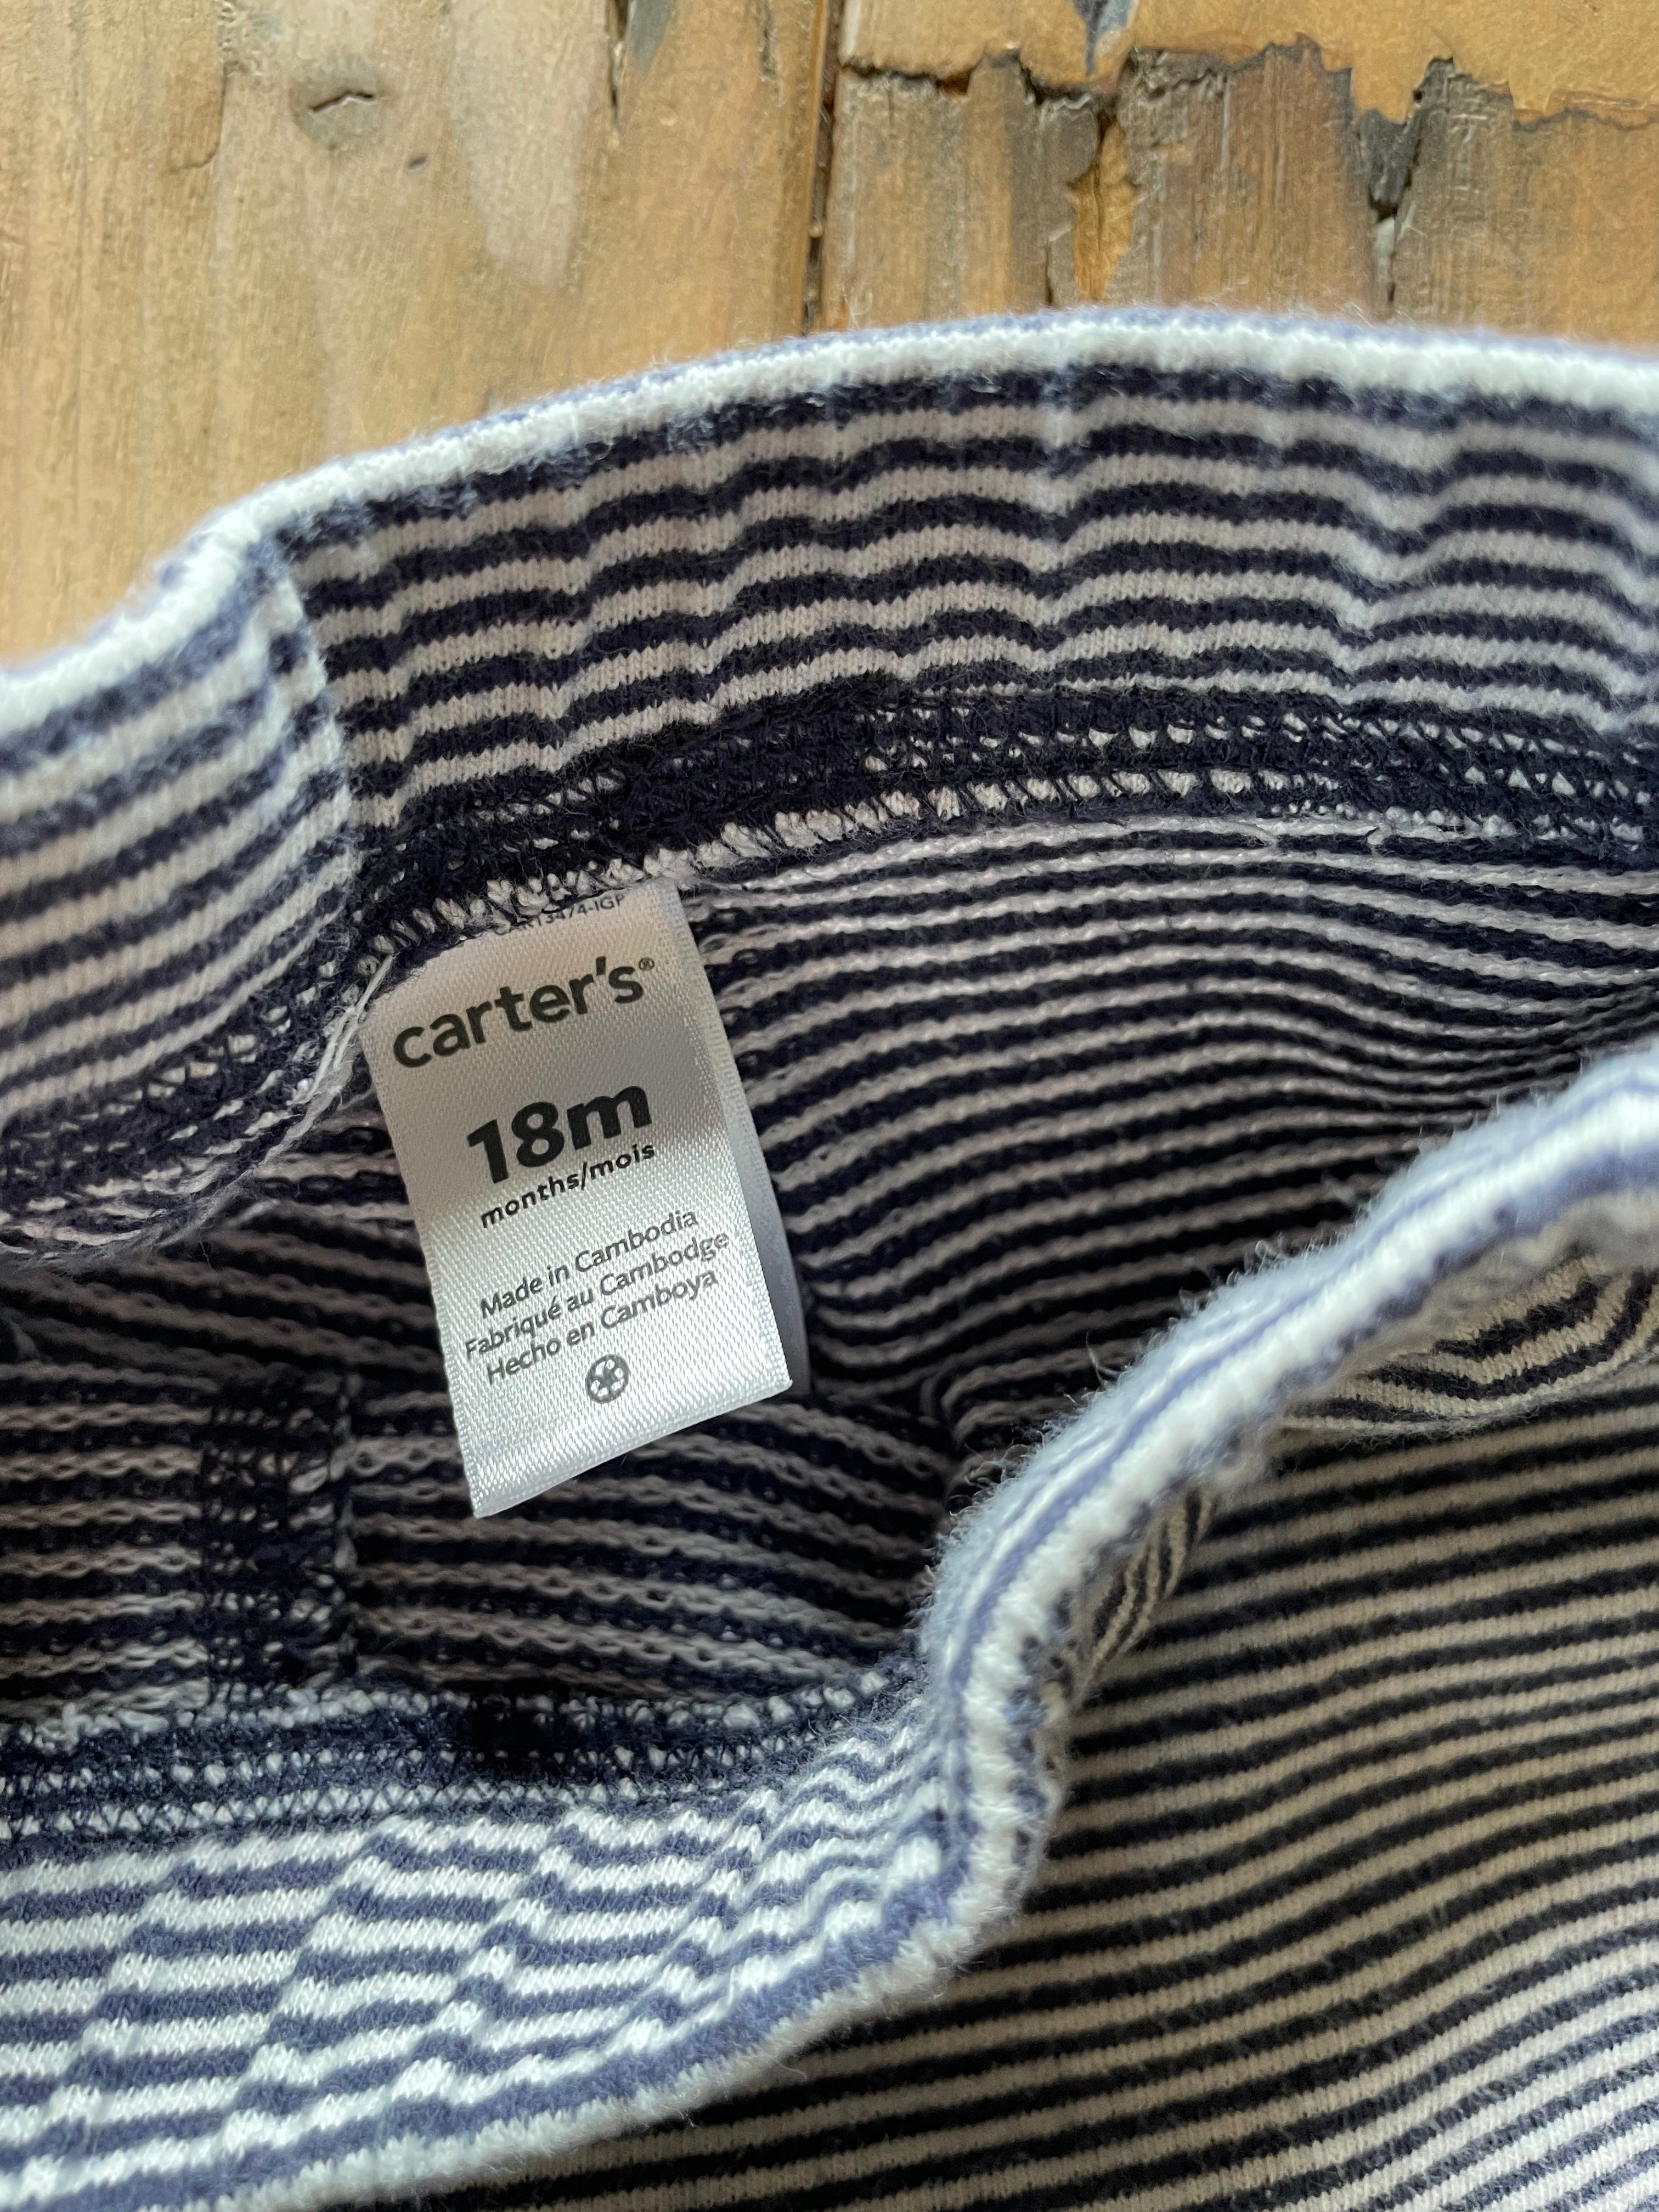 carter's®
18m
months/mois
Made in Cambodia
Fabriqué au Cambodge
Hecho en Camboya